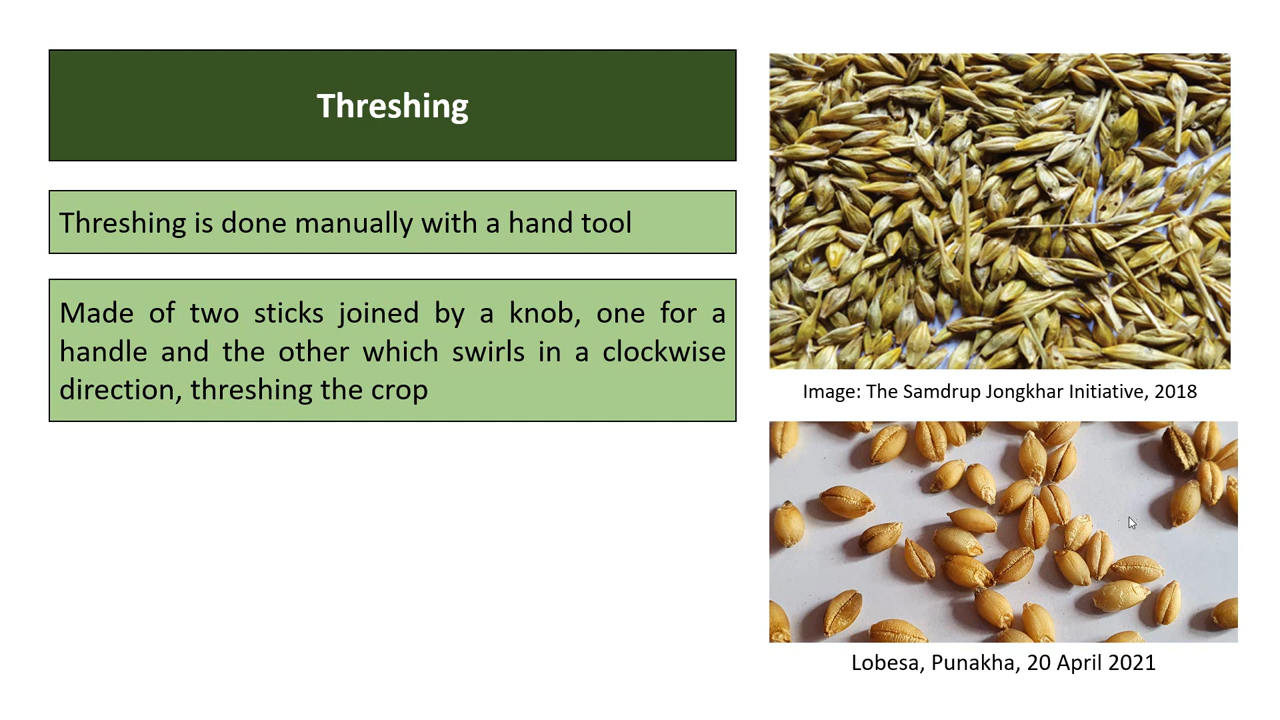 Threshing
Threshing is done manually with a hand tool
Made of two sticks joined by a knob, one for a
handle and the other which swirls in a clockwise
direction, threshing the crop
Image: The Samdrup Jongkhar Initiative, 2018
Lobesa, Punakha, 20 April 2021